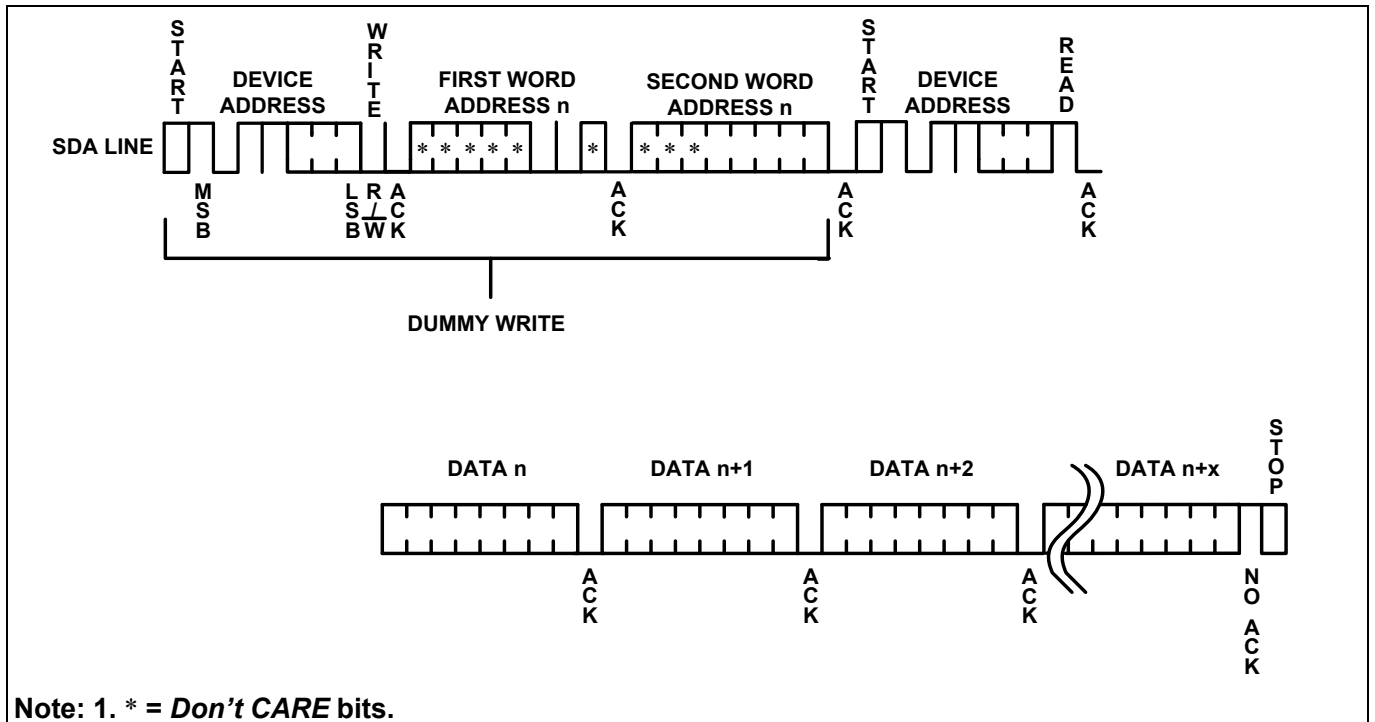 START
WRITE
START
READ
DEVICE ADDRESS
FIRST WORD ADDRESS n
SECOND WORD ADDRESS n
DEVICE ADDRESS
SDA LINE
* * * * *
*
* * *
MSB
LSB
R/W
ACK
ACK
ACK
ACK
DUMMY WRITE
STOP
DATA n
DATA n+1
DATA n+2
DATA n+x
ACK
ACK
ACK
NO ACK
Note: 1. * = Don't CARE bits.